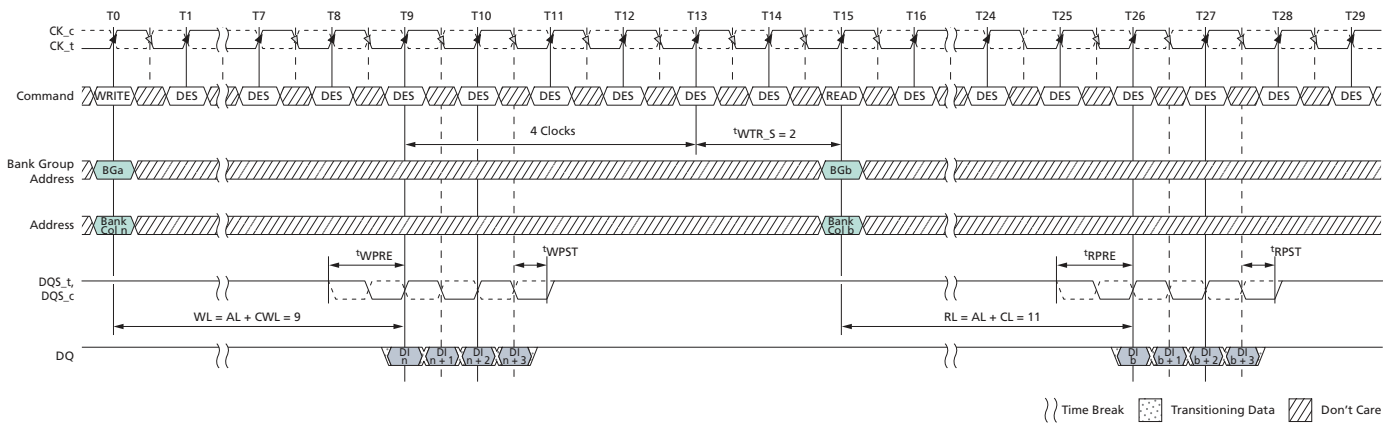 T0 T1 T7 T8 T9 T10 T11 T12 T13 T14 T15 T16 T24 T25 T26 T27 T28 T29
CK_c
CK_t
Command WRITE DES DES DES DES DES DES DES DES DES READ DES DES DES DES DES DES DES
4 Clocks tWTR_S = 2
Bank Group
Address BGa BGb
Address Bank
Col n Bank
Col b
tWPRE tWPST tRPRE tRPST
DQS_t,
DQS_c
WL = AL + CWL = 9 RL = AL + CL = 11
DQ DI
n DI
n + 1 DI
n + 2 DI
n + 3 DI
b DI
b + 1 DI
b + 2 DI
b + 3
Time Break Transitioning Data Don't Care